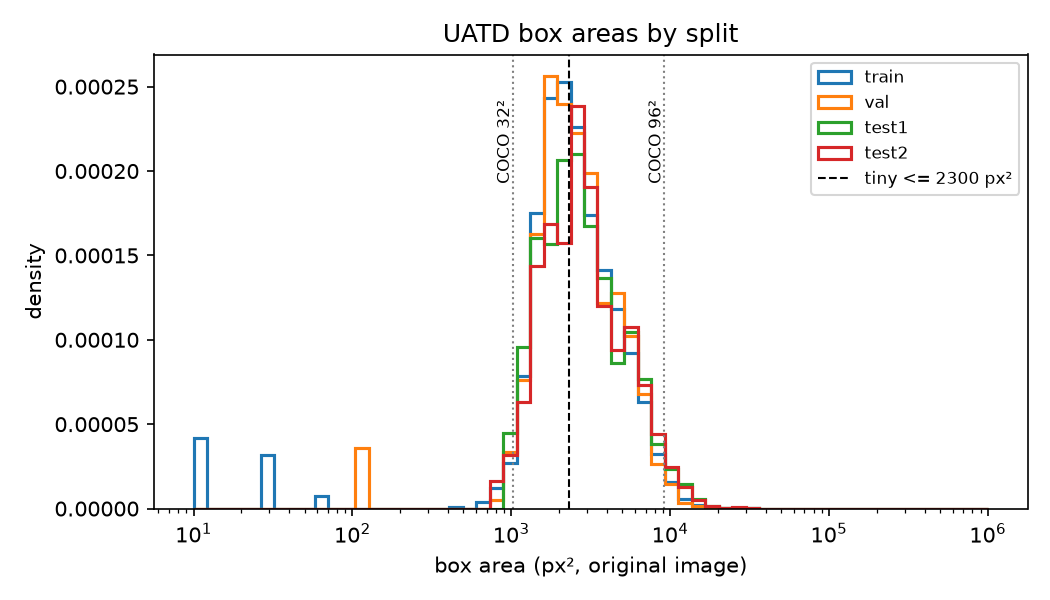 UATD box areas by split
density
0.00025
0.00020
0.00015
0.00010
0.00005
0.00000
COCO 32²
COCO 96²
train
val
test1
test2
tiny <= 2300 px²
10¹ 10² 10³ 10⁴ 10⁵ 10⁶
box area (px², original image)